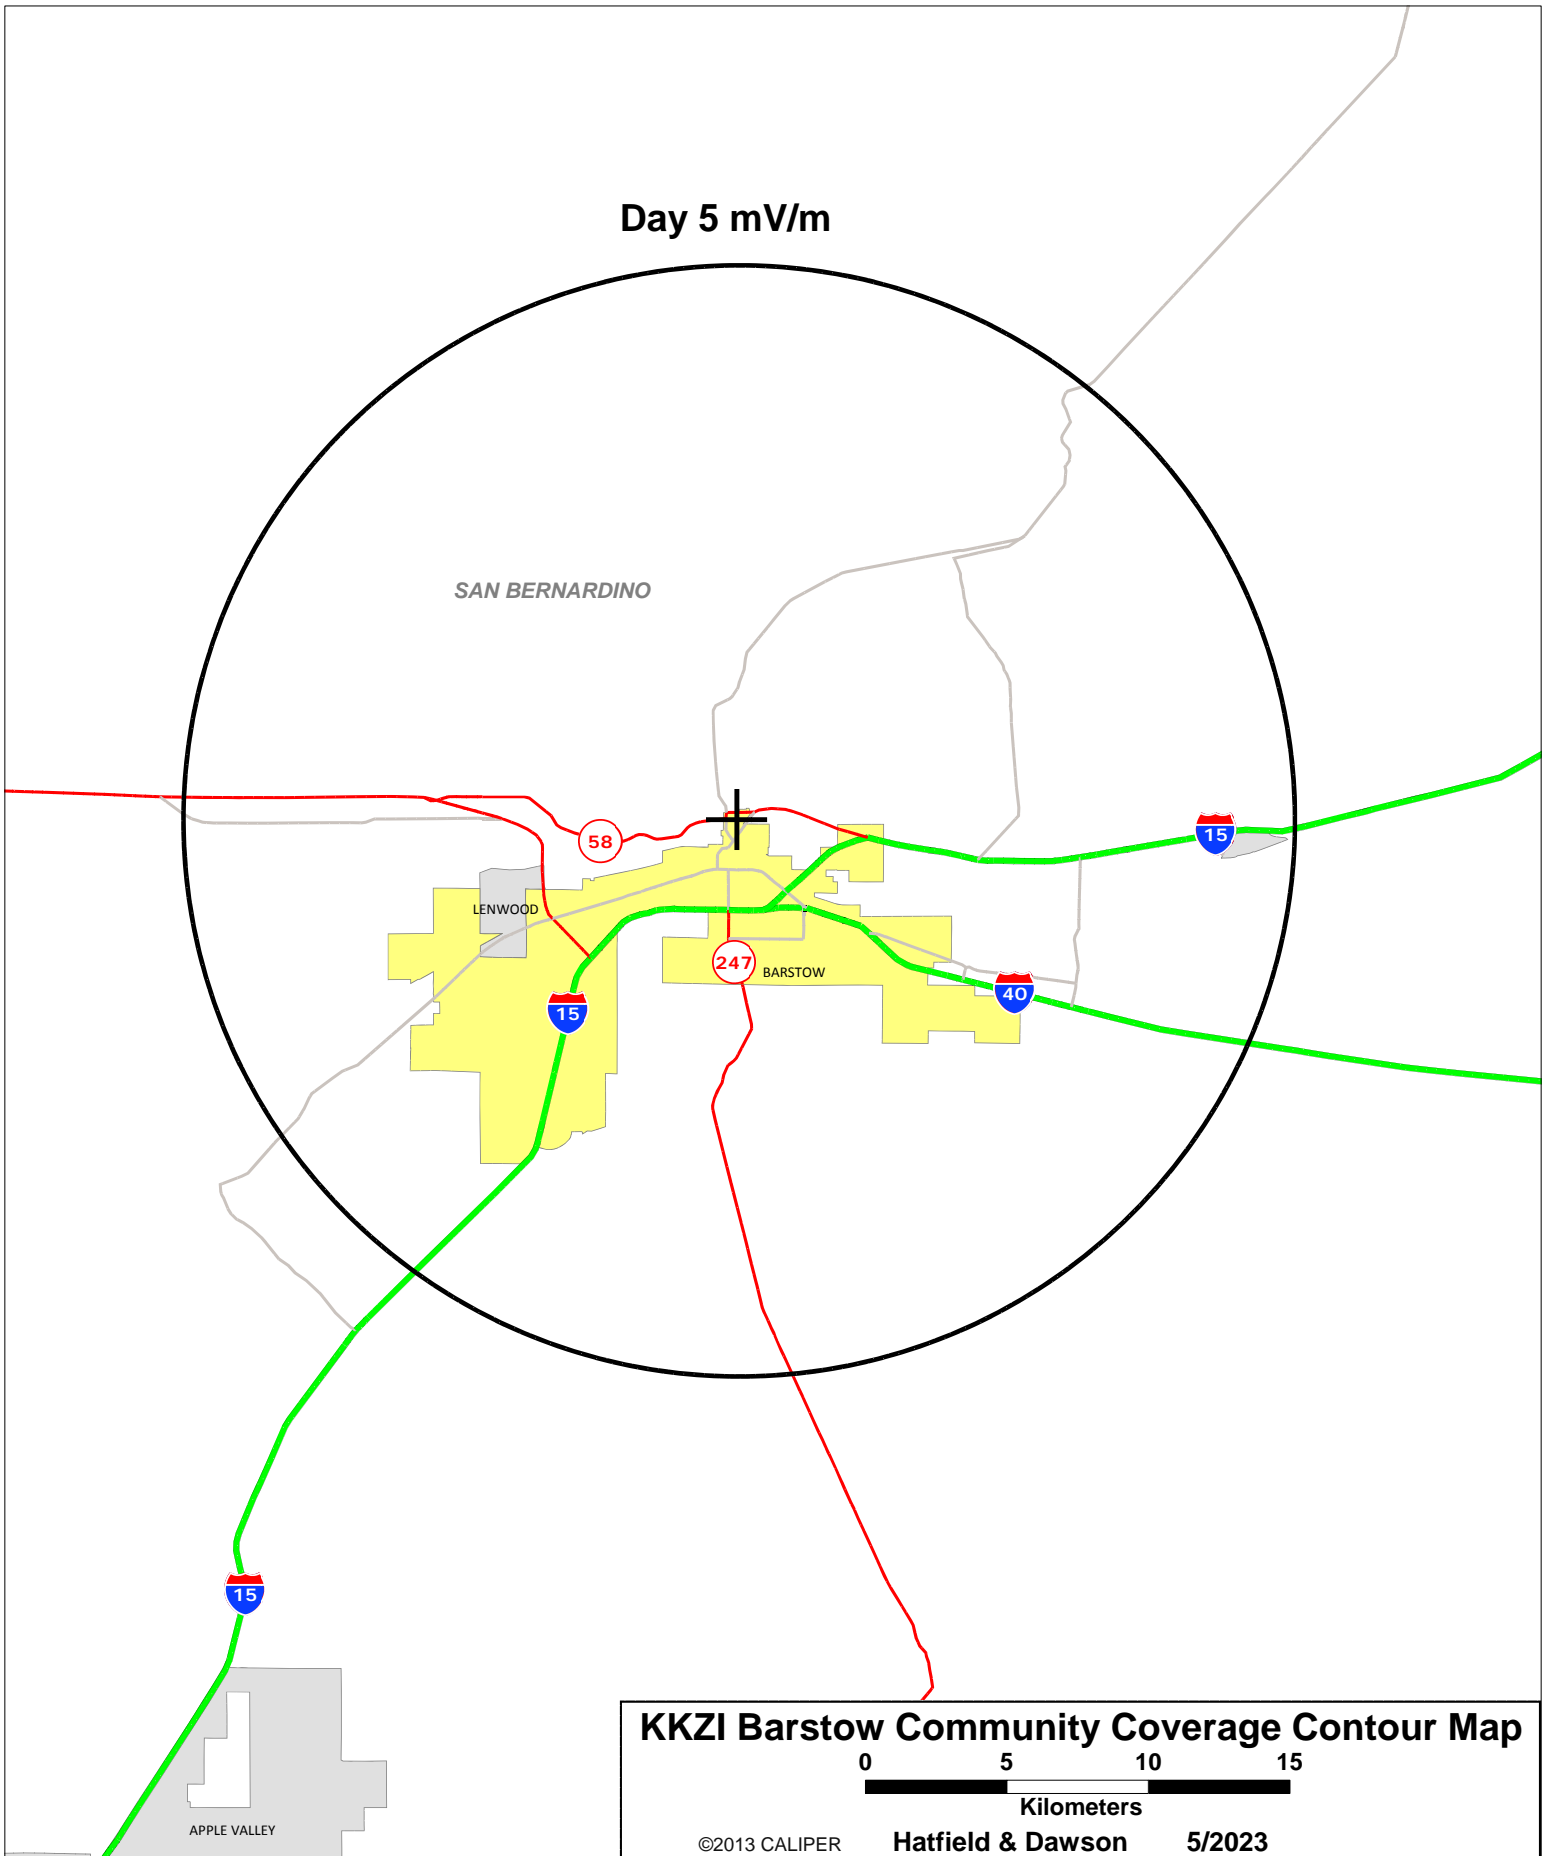 Day 5 mV/m
SAN BERNARDINO
58
15
LENWOOD
247
BARSTOW
40
15
15
APPLE VALLEY
KKZI Barstow Community Coverage Contour Map
0 5 10 15
Kilometers
©2013 CALIPER Hatfield & Dawson 5/2023